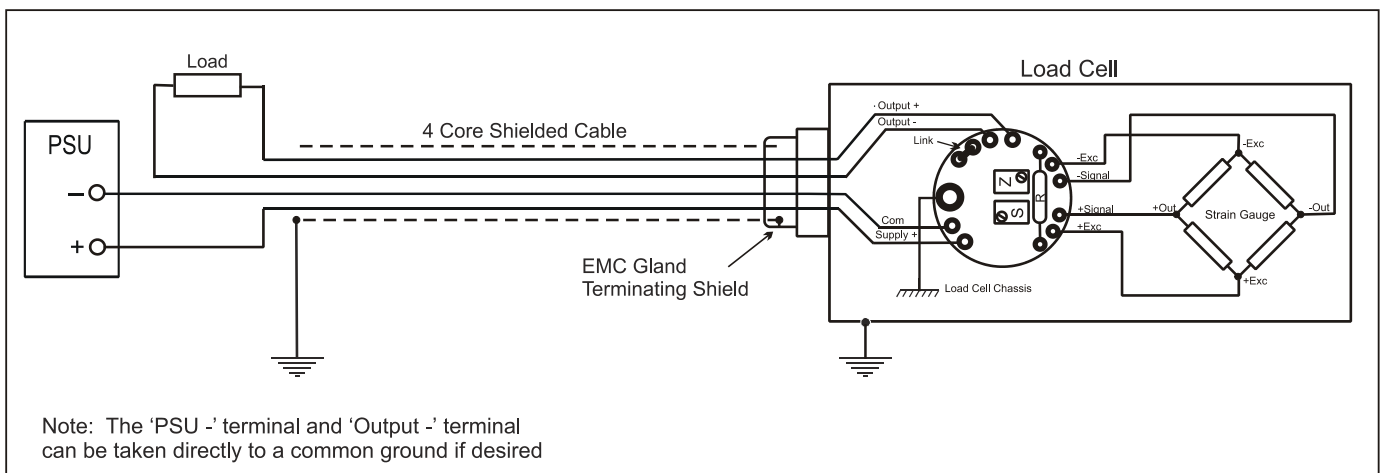 Load
Load Cell
PSU
–
+
4 Core Shielded Cable
Output +
Output -
Link
Z
S
R
-Exc
-Signal
+Signal
+Exc
Com
Supply +
-Exc
+Out
Strain Gauge
-Out
+Exc
EMC Gland
Terminating Shield
Load Cell Chassis
Note: The ‘PSU -’ terminal and ‘Output -’ terminal
can be taken directly to a common ground if desired